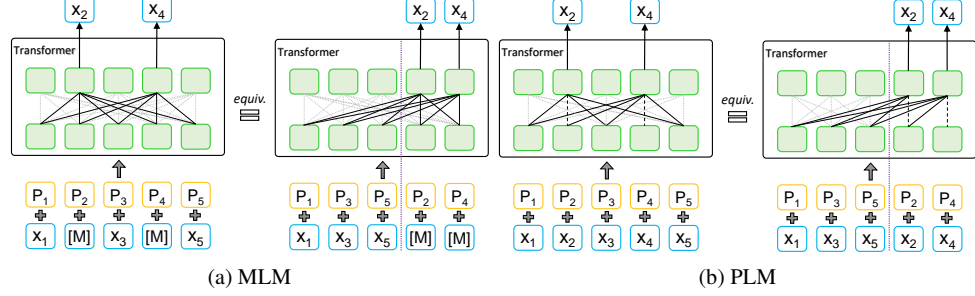 x2 x4 x2 x4 x2 x4 x2 x4
Transformer Transformer Transformer Transformer
equiv. equiv.
= =
P1 P2 P3 P4 P5 P1 P3 P5 P2 P4 P1 P2 P3 P4 P5 P1 P3 P5 P2 P4
+ + + + + + + + + + + + + + + + + + + +
x1 [M] x3 [M] x5 x1 x3 x5 [M] [M] x1 x2 x3 x4 x5 x1 x3 x5 x2 x4
(a) MLM (b) PLM